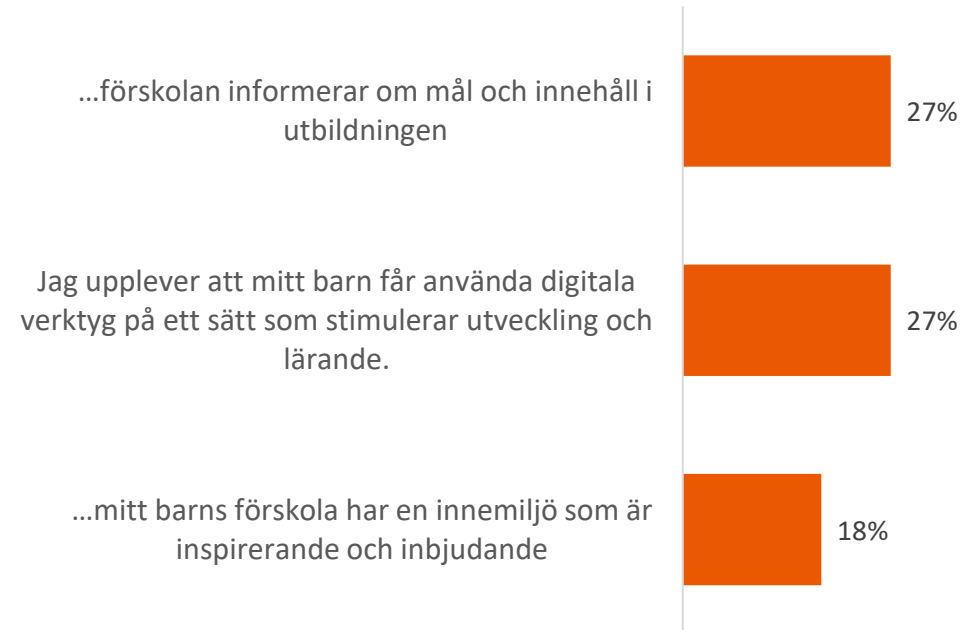 …förskolan informerar om mål och innehåll i
utbildningen
27%
Jag upplever att mitt barn får använda digitala
verktyg på ett sätt som stimulerar utveckling och
lärande.
27%
…mitt barns förskola har en innemiljö som är
inspirerande och inbjudande
18%